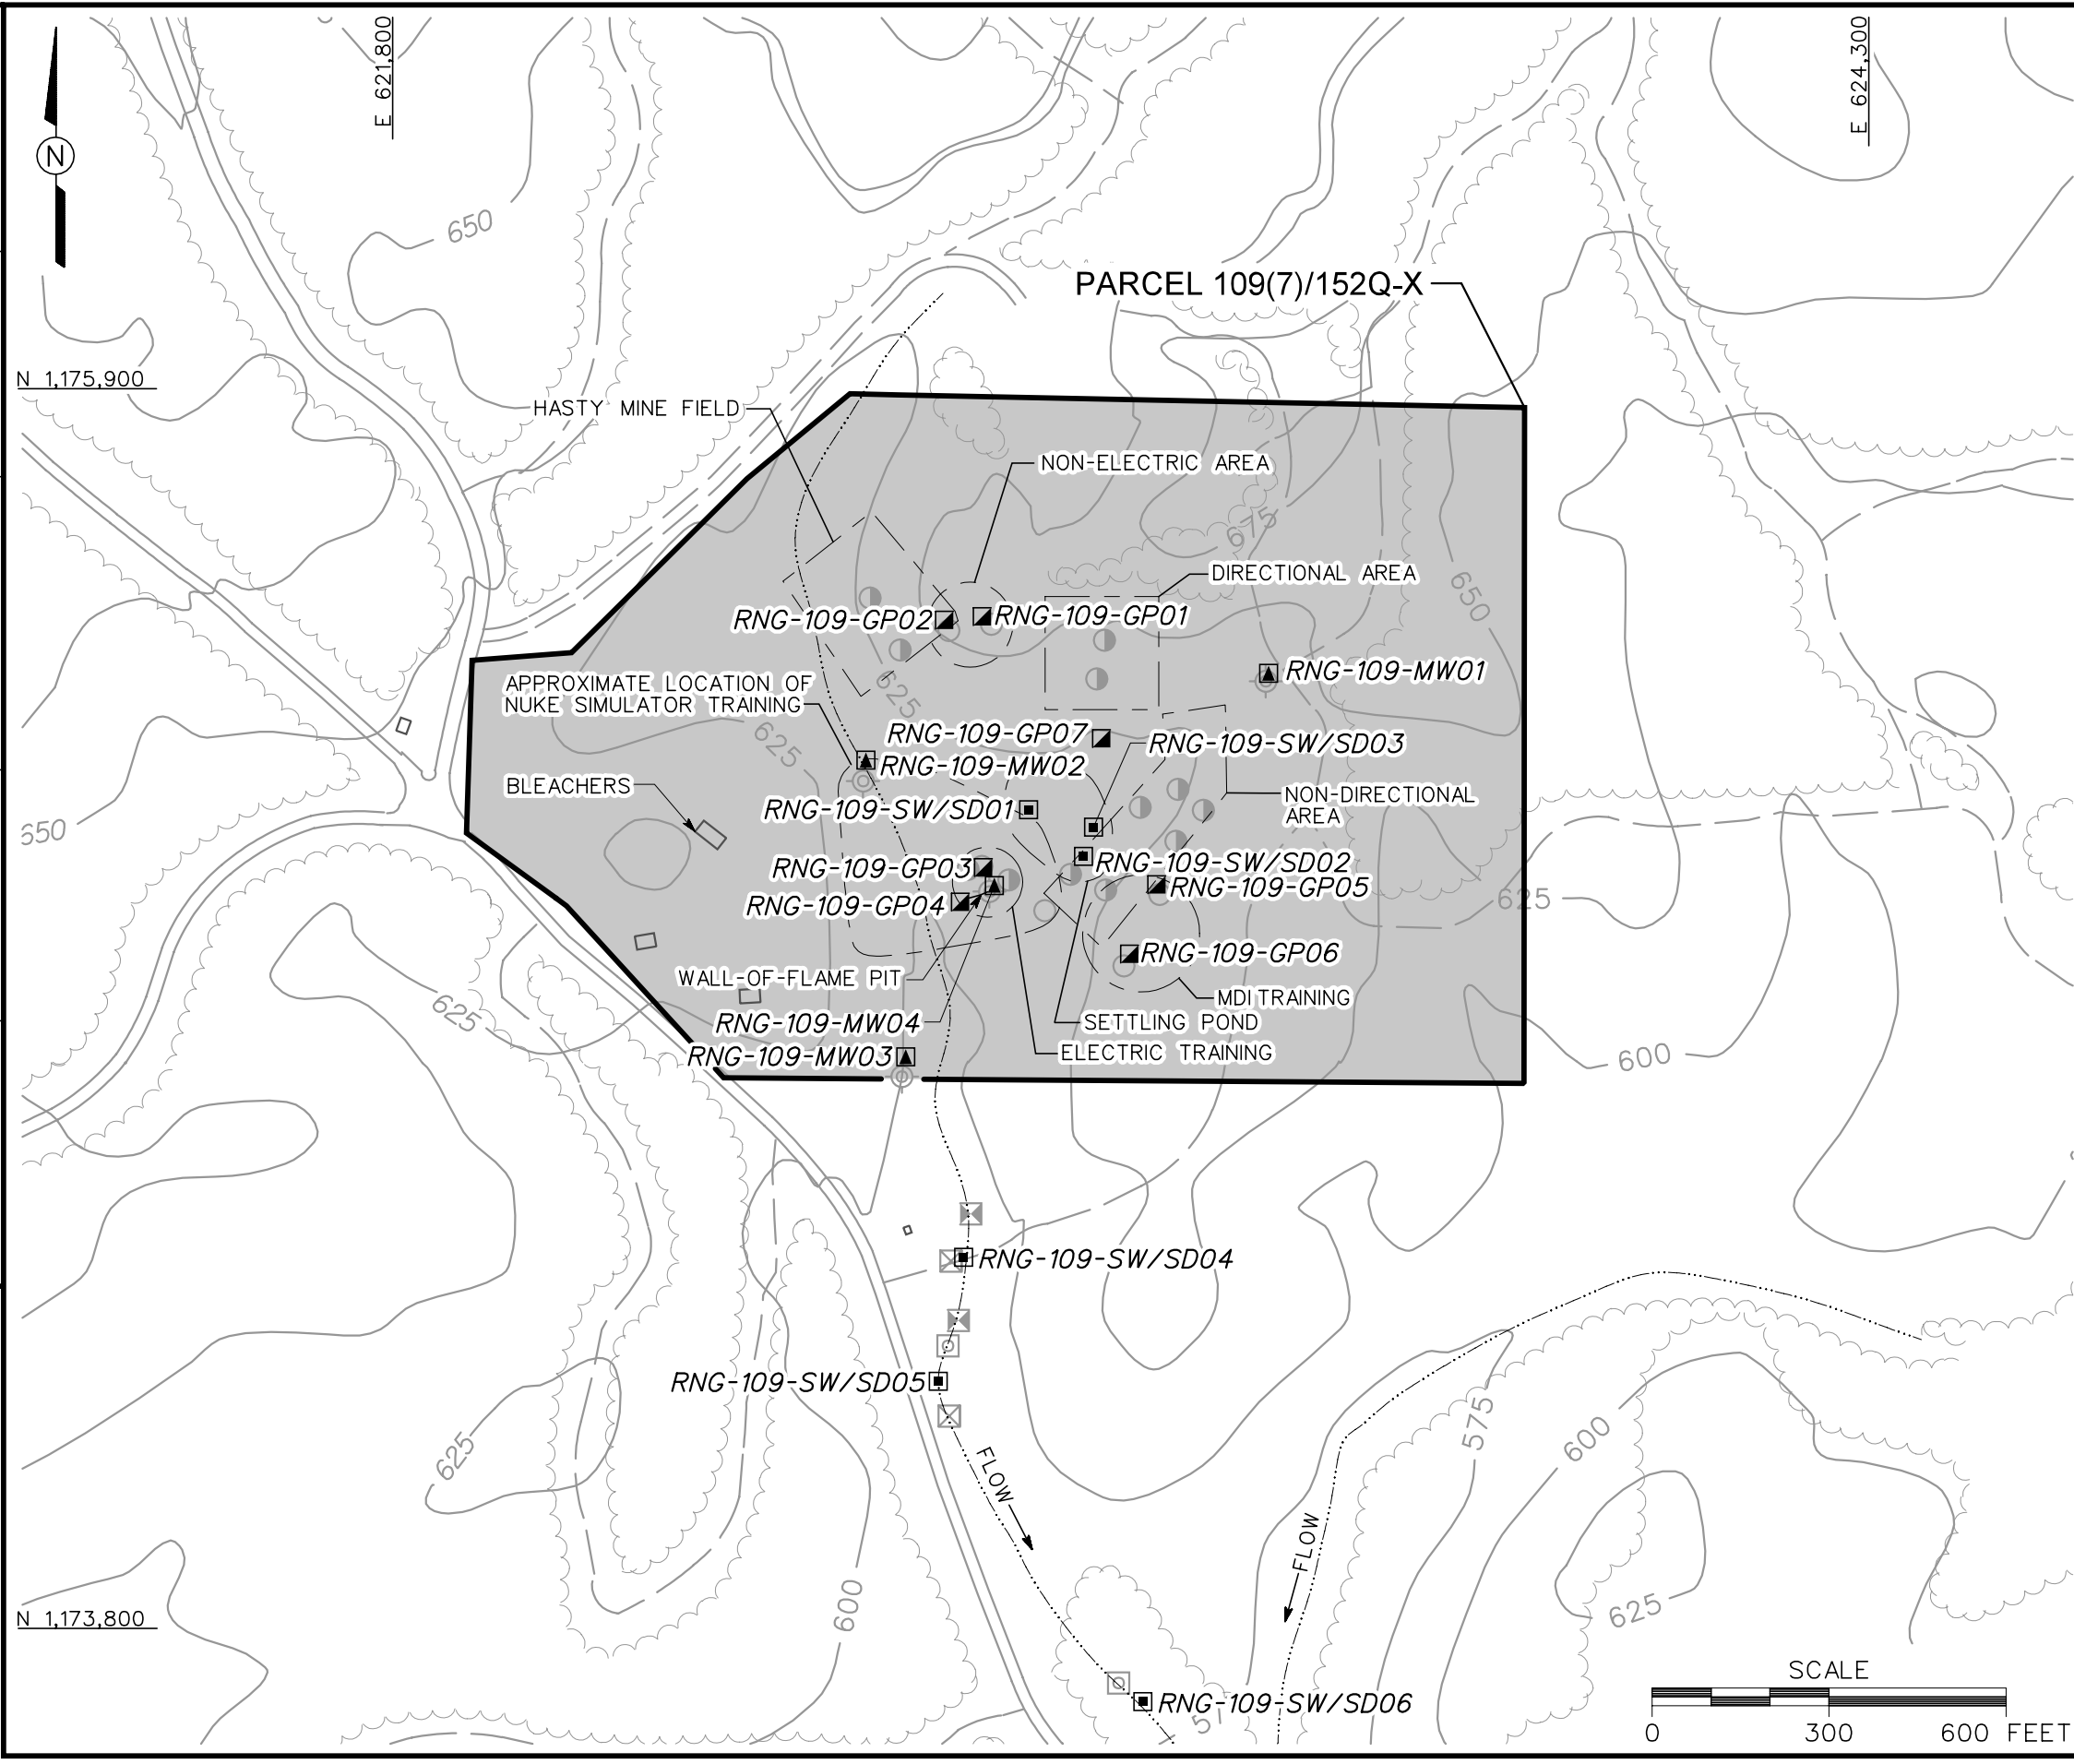 E 621,800
E 624,300
N
650
PARCEL 109(7)/152Q-X
N 1,175,900
HASTY MINE FIELD
NON-ELECTRIC AREA
675
DIRECTIONAL AREA
650
RNG-109-GP02
RNG-109-GP01
RNG-109-MW01
APPROXIMATE LOCATION OF
NUKE SIMULATOR TRAINING
625
625
RNG-109-GP07
RNG-109-SW/SD03
RNG-109-MW02
BLEACHERS
RNG-109-SW/SD01
NON-DIRECTIONAL
AREA
650
RNG-109-GP03
RNG-109-SW/SD02
RNG-109-GP05
RNG-109-GP04
625
RNG-109-GP06
WALL-OF-FLAME PIT
MDI TRAINING
625
RNG-109-MW04
SETTLING POND
RNG-109-MW03
ELECTRIC TRAINING
600
RNG-109-SW/SD04
RNG-109-SW/SD05
575
600
625
FLOW
FLOW
600
625
N 1,173,800
SCALE
RNG-109-SW/SD06
0 300 600 FEET